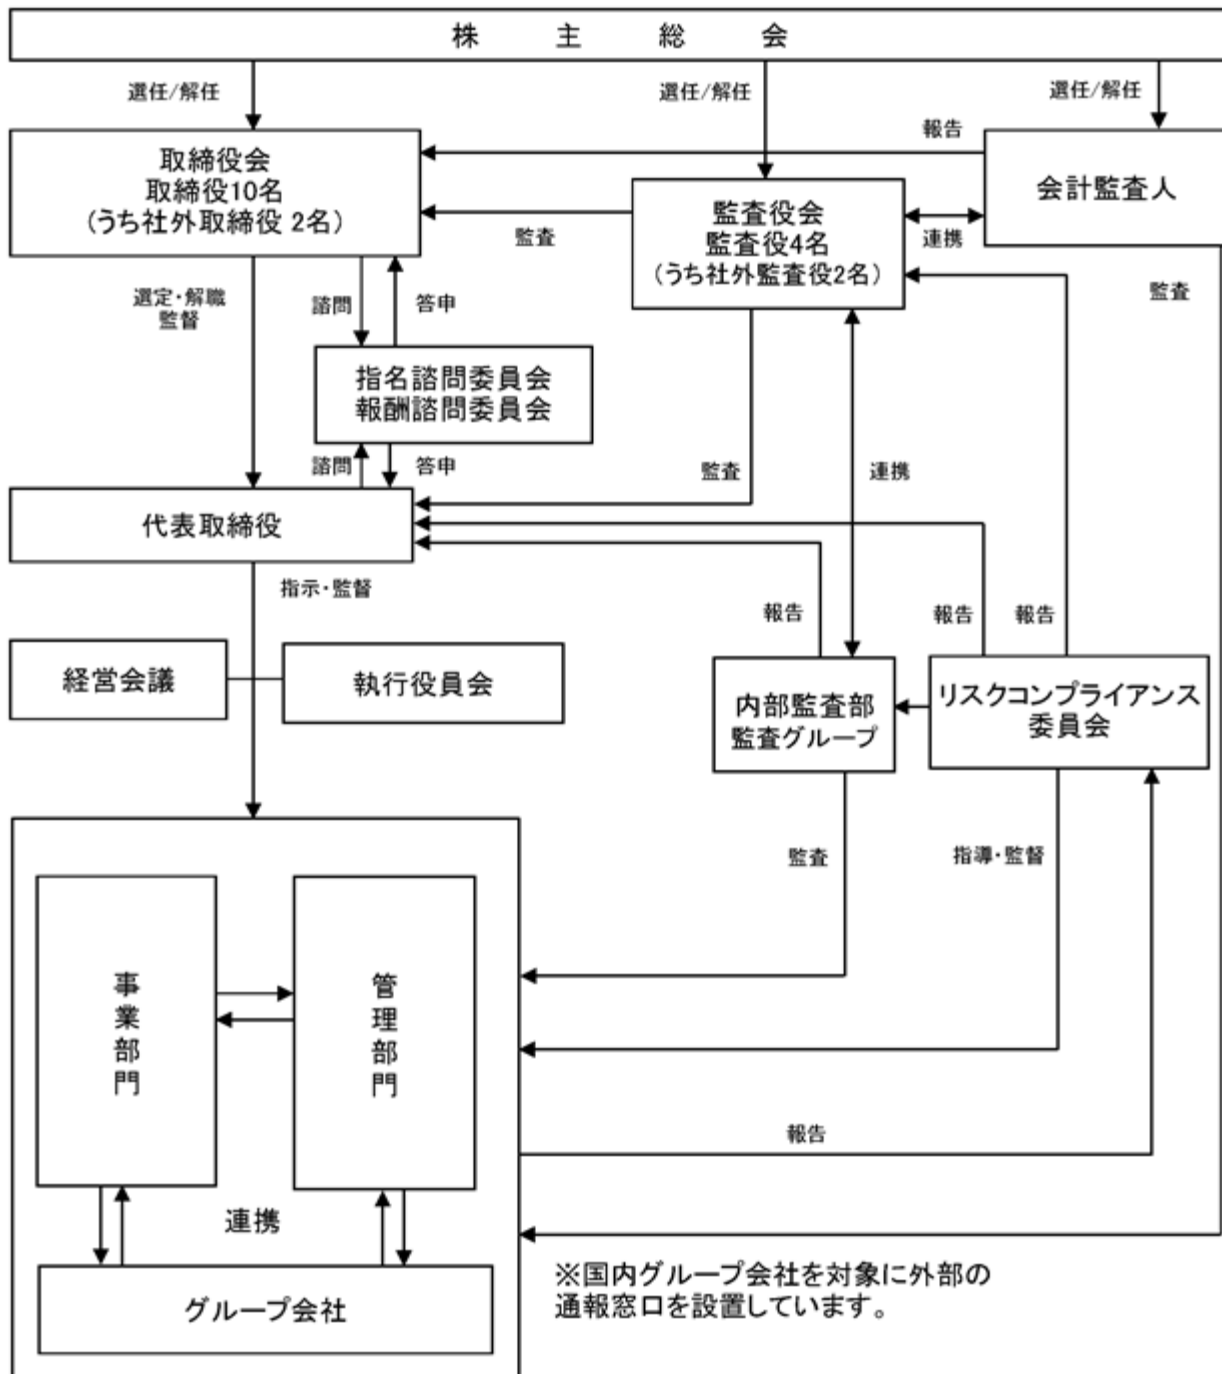 株主総会
選任/解任
選任/解任
選任/解任
取締役会
取締役10名
(うち社外取締役 2名)
報告
会計監査人
監査役会
監査役4名
(うち社外監査役2名)
監査
連携
監査
選定・解職
監督
諮問
答申
指名諮問委員会
報酬諮問委員会
諮問
答申
監査
連携
代表取締役
指示・監督
報告
報告
報告
経営会議
執行役員会
内部監査部
監査グループ
リスクコンプライアンス
委員会
監査
指導・監督
事業部門
管理部門
報告
連携
グループ会社
※国内グループ会社を対象に外部の
通報窓口を設置しています。